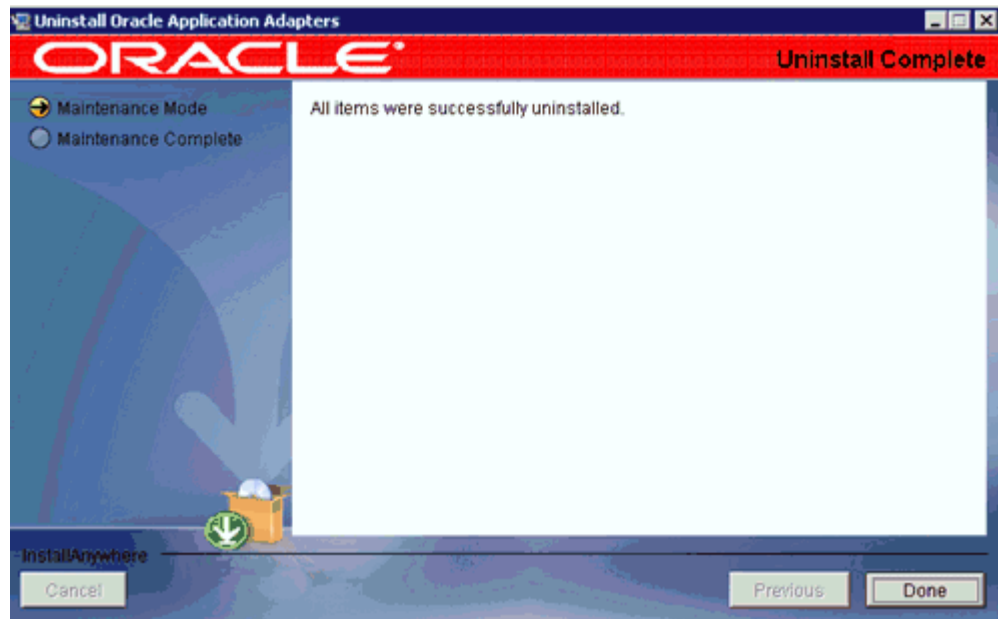 Uninstall Oracle Application Adapters
ORACLE
Uninstall Complete
Maintenance Mode
Maintenance Complete
All items were successfully uninstalled.
InstallAnywhere
Cancel
Previous
Done